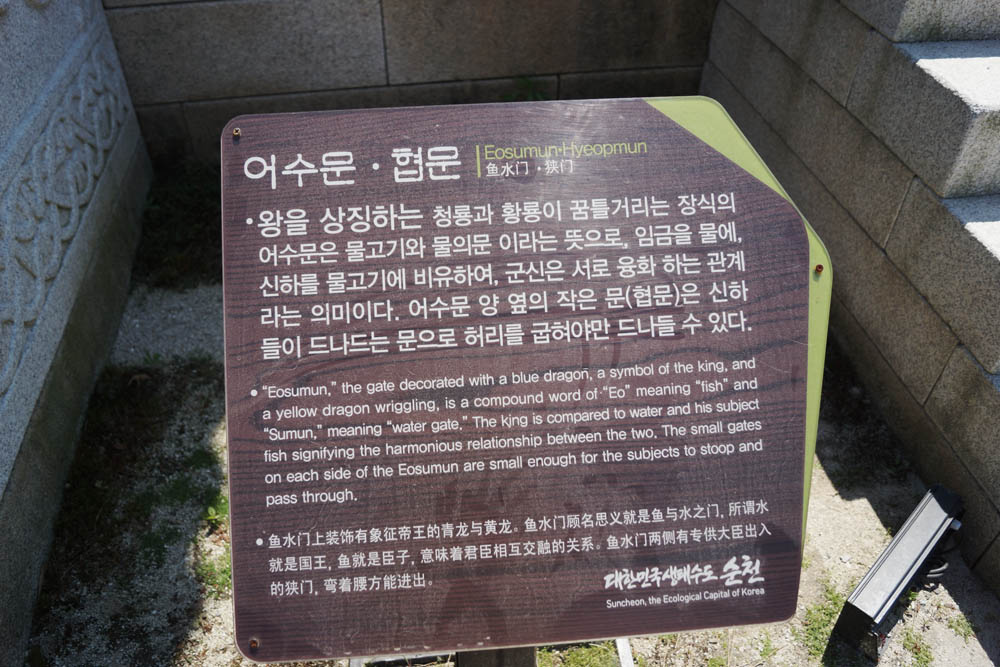 어수문 · 협문
Eosumun·Hyeopmun
鱼水门 · 狭门
•왕을 상징하는 청룡과 황룡이 꿈틀거리는 장식의
어수문은 물고기와 물의문 이라는 뜻으로, 임금을 물에,
신하를 물고기에 비유하여, 군신은 서로 융화 하는 관계
라는 의미이다. 어수문 양 옆의 작은 문(협문)은 신하
들이 드나드는 문으로 허리를 굽혀야만 드나들 수 있다.
• “Eosumun,” the gate decorated with a blue dragon, a symbol of the king, and
a yellow dragon wriggling, is a compound word of “Eo” meaning “fish” and
“Sumun,” meaning “water gate.” The king is compared to water and his subject
fish signifying the harmonious relationship between the two. The small gates
on each side of the Eosumun are small enough for the subjects to stoop and
pass through.
• 鱼水门上装饰有象征帝王的青龙与黄龙。鱼水门顾名思义就是鱼与水之门, 所谓水
就是国王, 鱼就是臣子, 意味着君臣相互交融的关系。鱼水门两侧有专供大臣出入
的狭门, 弯着腰方能进出。
대한민국생태수도 순천
Suncheon, the Ecological Capital of Korea